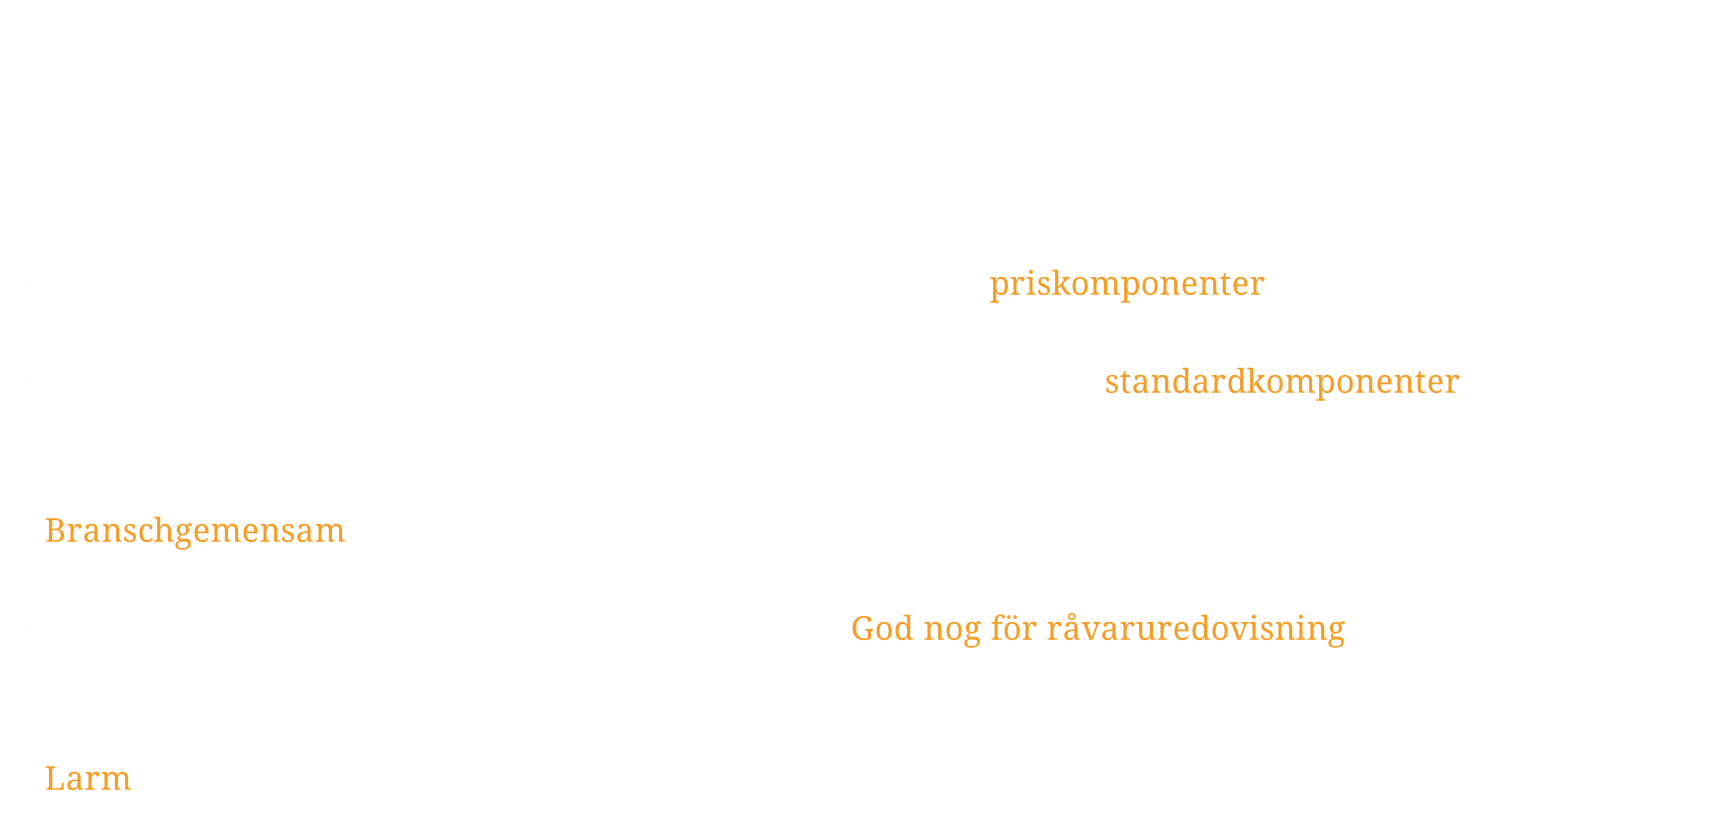 priskomponenter
standardkomponenter
Branschgemensam
God nog för råvaruredovisning
Larm